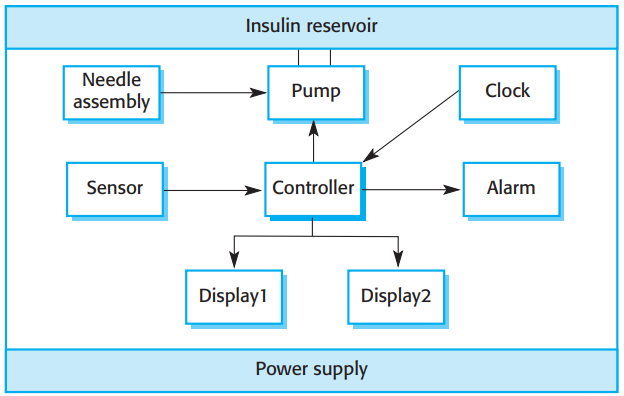 Insulin reservoir
Needle
assembly
Pump
Clock
Sensor
Controller
Alarm
Display1
Display2
Power supply